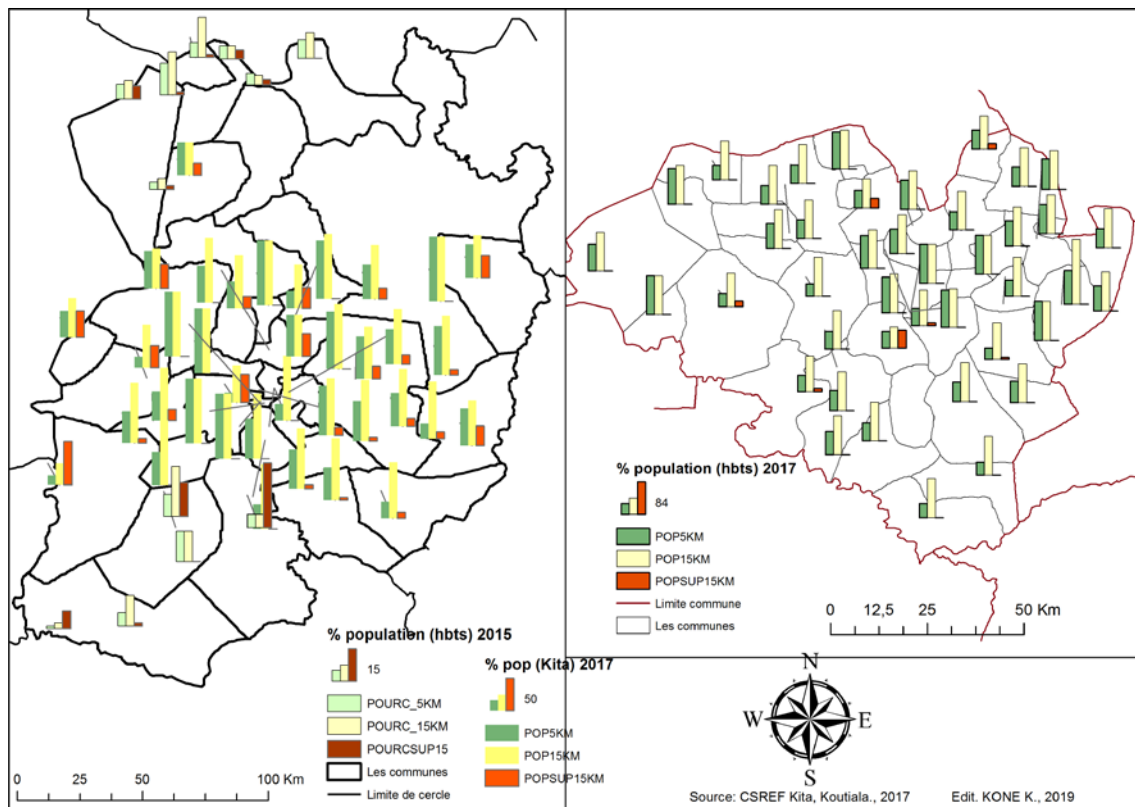 % population (hbts) 2015
15
POURC_5KM
POURC_15KM
POURCSUP15
Les communes
Limite de cercle
% pop (Kita) 2017
50
POP5KM
POP15KM
POPSUP15KM
0 25 50 100 Km
% population (hbts) 2017
84
POP5KM
POP15KM
POPSUP15KM
Limite commune
Les communes
0 12,5 25 50 Km
N
W E
S
Source: CSREF Kita, Koutiala., 2017 Edit. KONE K., 2019